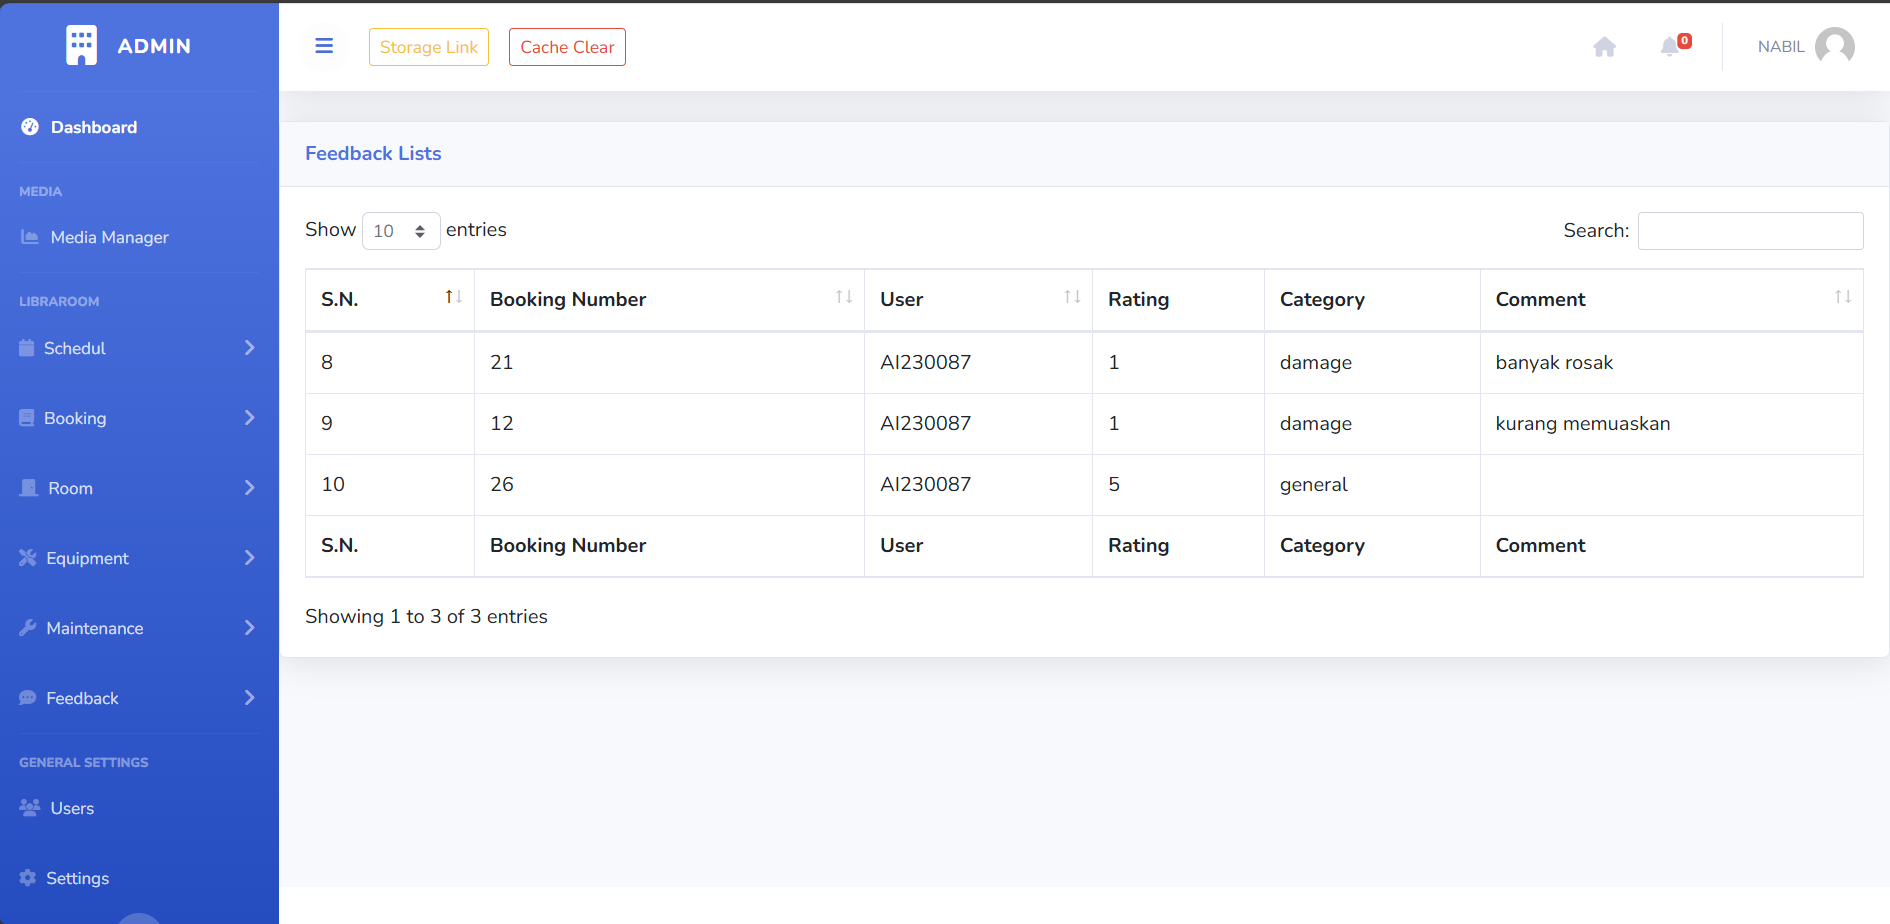 ADMIN
Storage Link
Cache Clear
0
NABIL
Dashboard
MEDIA
Media Manager
LIBRAROOM
Schedul
Booking
Room
Equipment
Maintenance
Feedback
GENERAL SETTINGS
Users
Settings
Feedback Lists
Show 10 entries
Search:
S.N. Booking Number User Rating Category Comment
8 21 AI230087 1 damage banyak rosak
9 12 AI230087 1 damage kurang memuaskan
10 26 AI230087 5 general
S.N. Booking Number User Rating Category Comment
Showing 1 to 3 of 3 entries